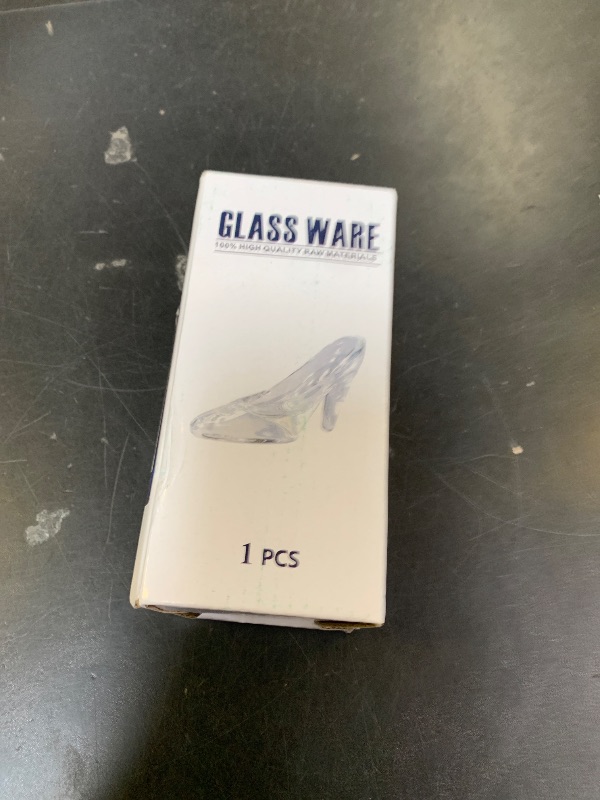 GLASS WARE
100% HIGH QUALITY RAW MATERIALS
1 PCS